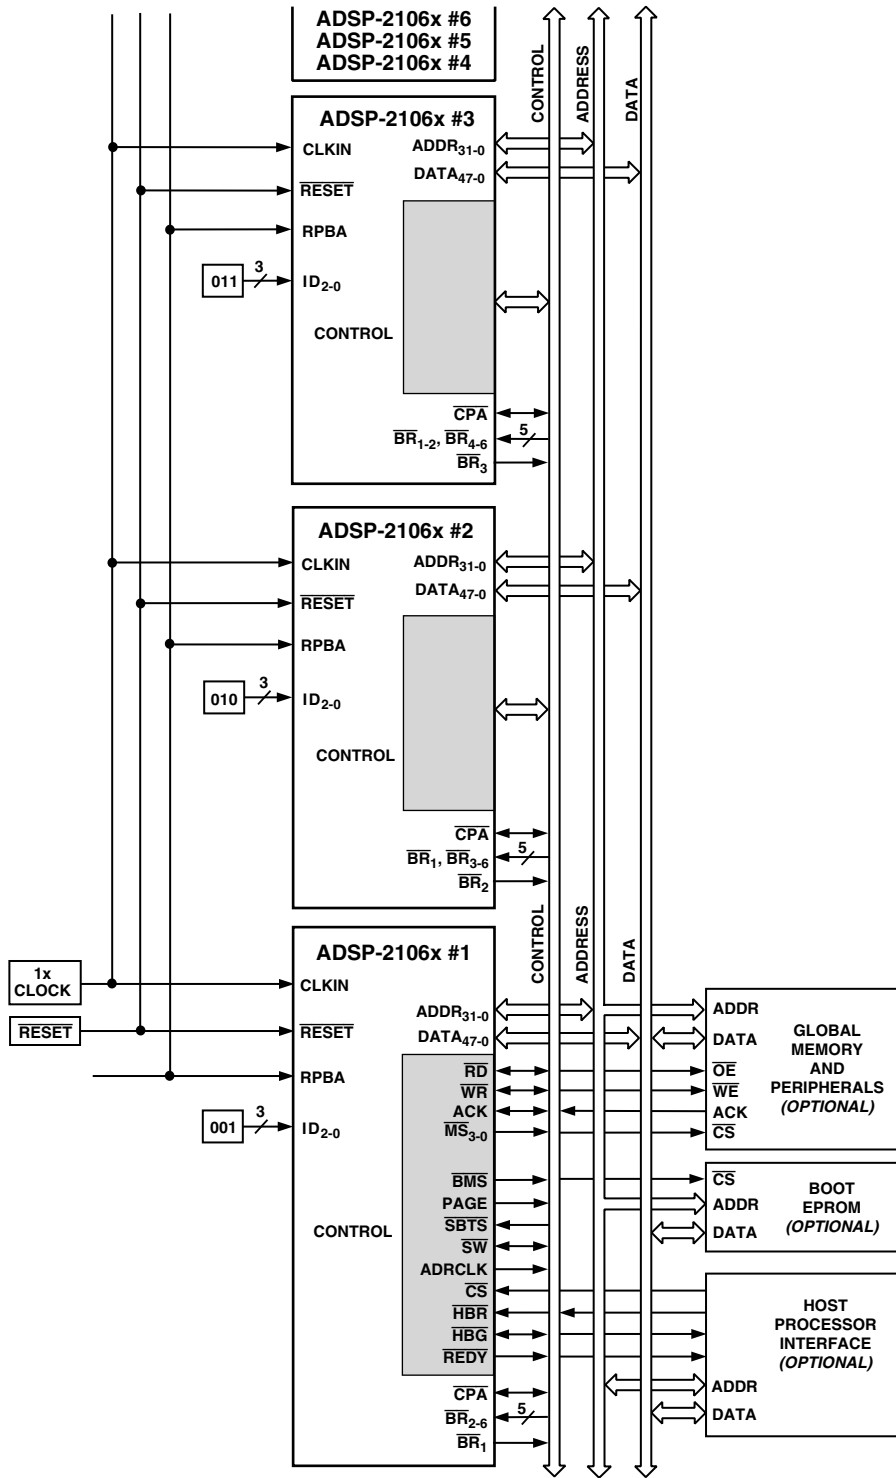 ADSP-2106x #6
ADSP-2106x #5
ADSP-2106x #4
CONTROL
ADDRESS
DATA
ADSP-2106x #3
CLKIN
ADDR31-0
DATA47-0
RESET
RPBA
011
3
ID2-0
CONTROL
CPA
BR1-2, BR4-6
5
BR3
ADSP-2106x #2
CLKIN
ADDR31-0
DATA47-0
RESET
RPBA
010
3
ID2-0
CONTROL
CPA
BR1, BR3-6
5
BR2
CONTROL
ADDRESS
DATA
ADSP-2106x #1
1x
CLOCK
CLKIN
RESET
RESET
ADDR31-0
DATA47-0
RPBA
001
3
ID2-0
CONTROL
RD
WR
ACK
MS3-0
BMS
PAGE
SBTS
SW
ADRCLK
CS
HBR
HBG
REDY
CPA
BR2-6
5
BR1
ADDR
DATA
OE
WE
ACK
CS
GLOBAL
MEMORY
AND
PERIPHERALS
(OPTIONAL)
CS
ADDR
DATA
BOOT
EPROM
(OPTIONAL)
HOST
PROCESSOR
INTERFACE
(OPTIONAL)
ADDR
DATA